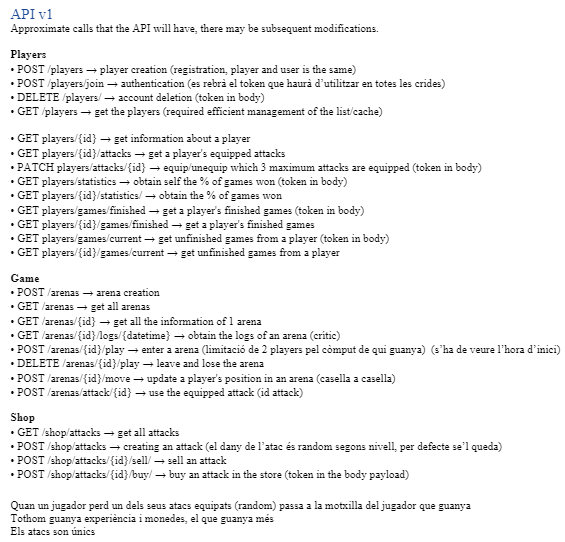 API v1
Approximate calls that the API will have, there may be subsequent modifications.
Players
• POST /players → player creation (registration, player and user is the same)
• POST /players/join → authentication (es rebrà el token que haurà d'utilitzar en totes les crides)
• DELETE /players/ → account deletion (token in body)
• GET /players → get the players (required efficient management of the list/cache)
• GET players/{id} → get information about a player
• GET players/{id}/attacks → get a player's equipped attacks
• PATCH players/attacks/{id} → equip/unequip which 3 maximum attacks are equipped (token in body)
• GET players/statistics → obtain self the % of games won (token in body)
• GET players/{id}/statistics/ → obtain the % of games won
• GET players/games/finished → get a player's finished games (token in body)
• GET players/{id}/games/finished → get a player's finished games
• GET players/games/current → get unfinished games from a player (token in body)
• GET players/{id}/games/current → get unfinished games from a player
Game
• POST /arenas → arena creation
• GET /arenas → get all arenas
• GET /arenas/{id} → get all the information of 1 arena
• GET /arenas/{id}/logs/{datetime} → obtain the logs of an arena (crític)
• POST /arenas/{id}/play → enter a arena (limitació de 2 players pel còmput de qui guanya) (s'ha de veure l'hora d'inici)
• DELETE /arenas/{id}/play → leave and lose the arena
• POST /arenas/{id}/move → update a player's position in an arena (casella a casella)
• POST /arenas/attack/{id} → use the equipped attack (id attack)
Shop
• GET /shop/attacks → get all attacks
• POST /shop/attacks → creating an attack (el dany de l'atac és random segons nivell, per defecte se'l queda)
• POST /shop/attacks/{id}/sell/ → sell an attack
• POST /shop/attacks/{id}/buy/ → buy an attack in the store (token in the body payload)
Quan un jugador perd un dels seus atacs equipats (random) passa a la motxilla del jugador que guanya
Tothom guanya experiència i monedes, el que guanya més
Els atacs son únics